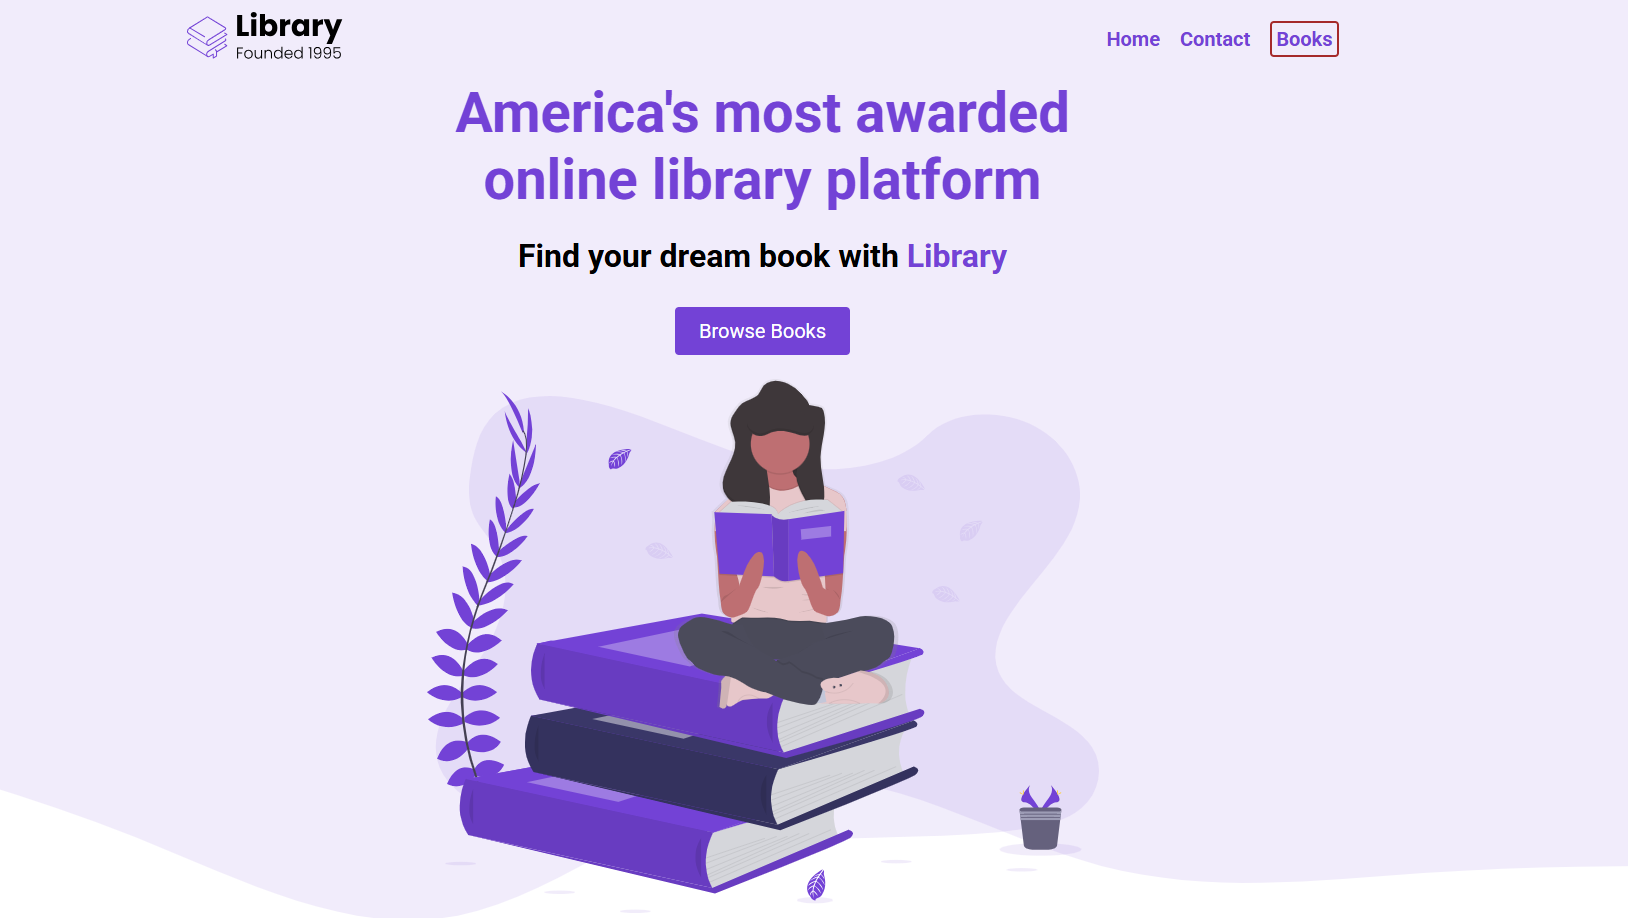 Library
Founded 1995
Home Contact Books
America's most awarded
online library platform
Find your dream book with Library
Browse Books